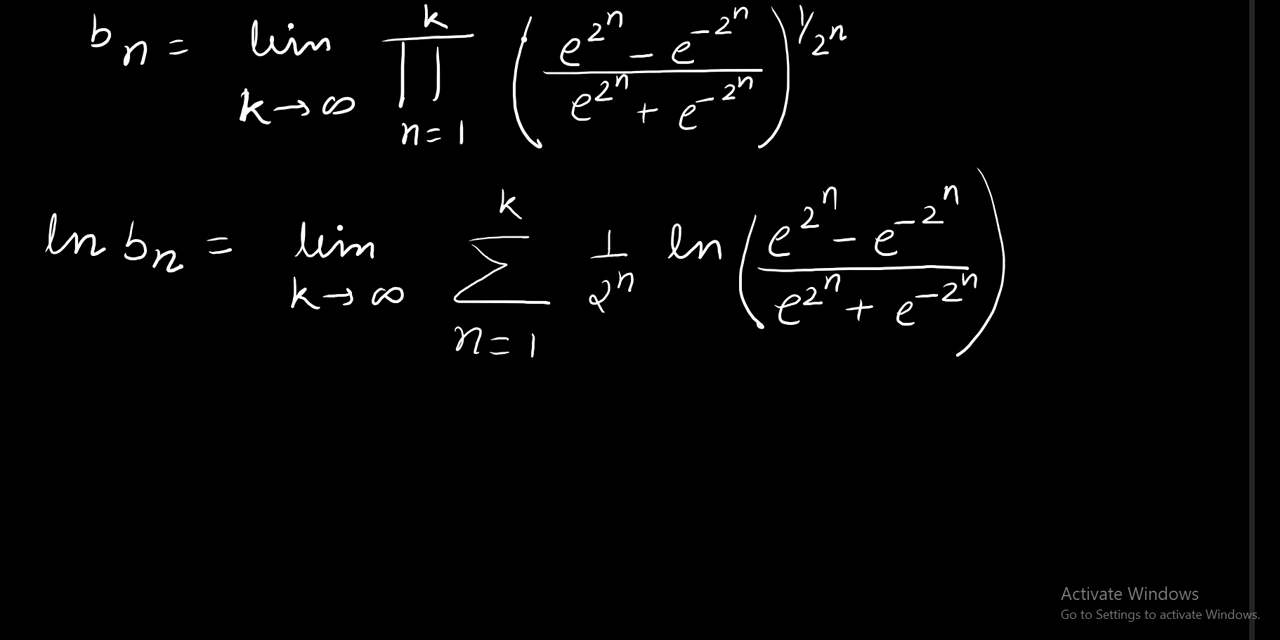 b_n = lim_{k→∞} ∏_{n=1}^{k} ( (e^{2^n} − e^{−2^n}) / (e^{2^n} + e^{−2^n}) )^{1/2^n}
ln b_n = lim_{k→∞} ∑_{n=1}^{k} 1/2^n ln ( (e^{2^n} − e^{−2^n}) / (e^{2^n} + e^{−2^n}) )
Activate Windows
Go to Settings to activate Windows.